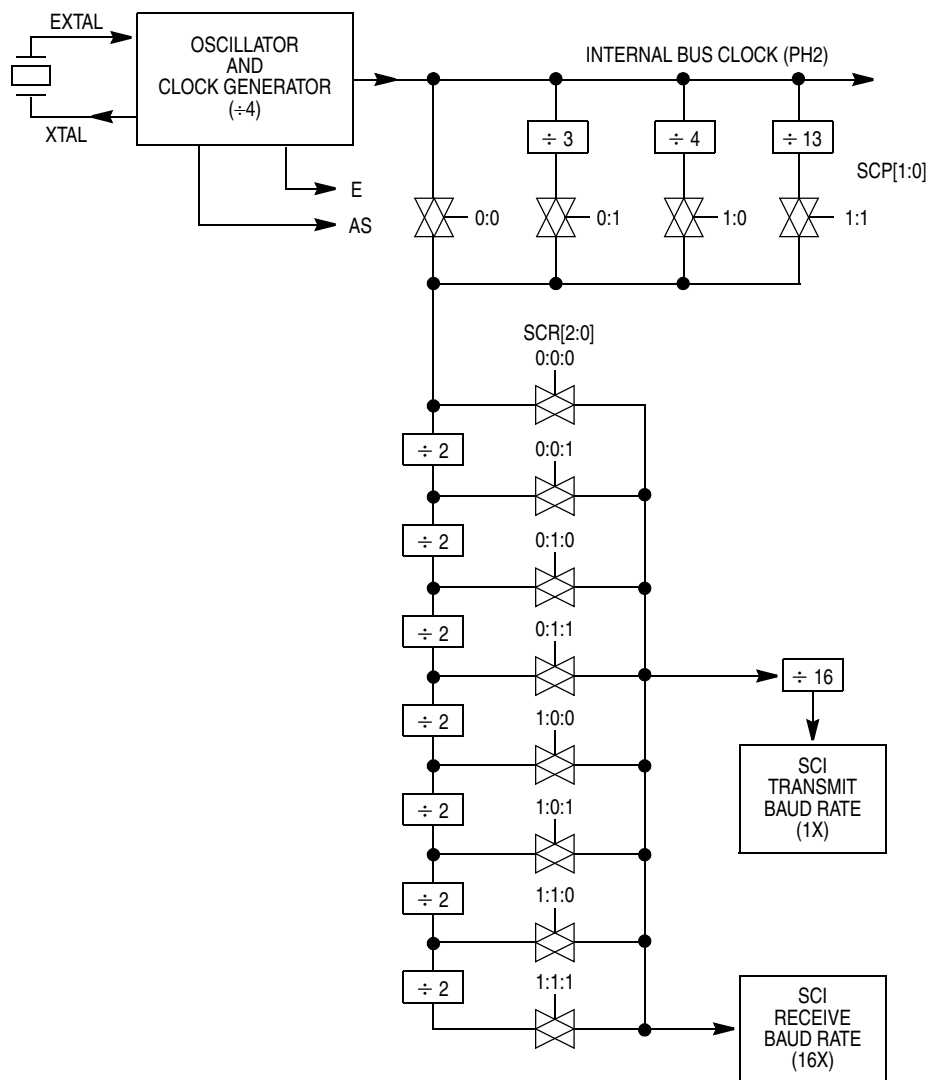 EXTAL
OSCILLATOR
AND
CLOCK GENERATOR
(÷4)
XTAL
INTERNAL BUS CLOCK (PH2)
÷ 3
÷ 4
÷ 13
SCP[1:0]
E
AS
0:0
0:1
1:0
1:1
SCR[2:0]
0:0:0
÷ 2
0:0:1
÷ 2
0:1:0
÷ 2
0:1:1
÷ 16
÷ 2
1:0:0
SCI
TRANSMIT
BAUD RATE
(1X)
÷ 2
1:0:1
÷ 2
1:1:0
÷ 2
1:1:1
SCI
RECEIVE
BAUD RATE
(16X)